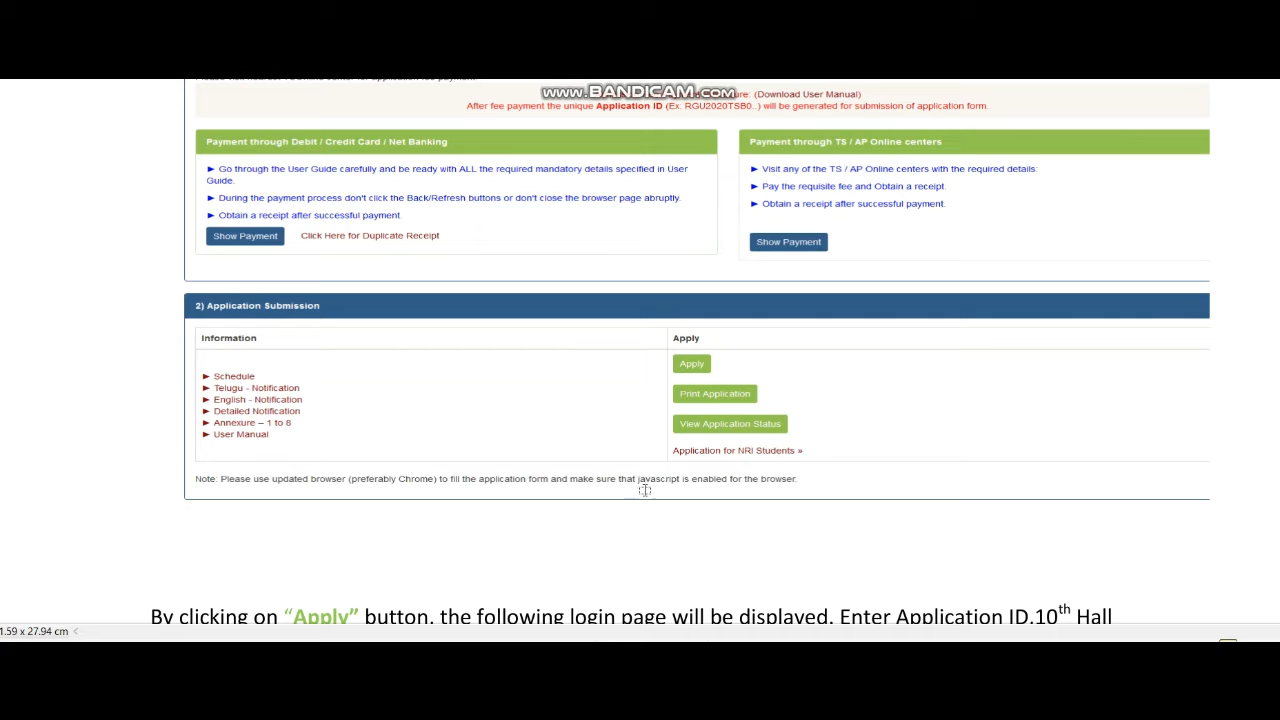 www.BANDICAM.com
(Download User Manual)
After fee payment the unique Application ID (Ex: RGU2020TSB0..) will be generated for submission of application form.
Payment through Debit / Credit Card / Net Banking
► Go through the User Guide carefully and be ready with ALL the required mandatory details specified in User
Guide.
► During the payment process don't click the Back/Refresh buttons or don't close the browser page abruptly.
► Obtain a receipt after successful payment.
Show Payment
Click Here for Duplicate Receipt
Payment through TS / AP Online centers
► Visit any of the TS / AP Online centers with the required details:
► Pay the requisite fee and Obtain a receipt.
► Obtain a receipt after successful payment.
Show Payment
2) Application Submission
Information
► Schedule
► Telugu - Notification
► English - Notification
► Detailed Notification
► Annexure – 1 to 8
► User Manual
Apply
Apply
Print Application
View Application Status
Application for NRI Students »
Note: Please use updated browser (preferably Chrome) to fill the application form and make sure that javascript is enabled for the browser.
By clicking on “Apply” button, the following login page will be displayed. Enter Application ID,10th Hall
1.59 x 27.94 cm <